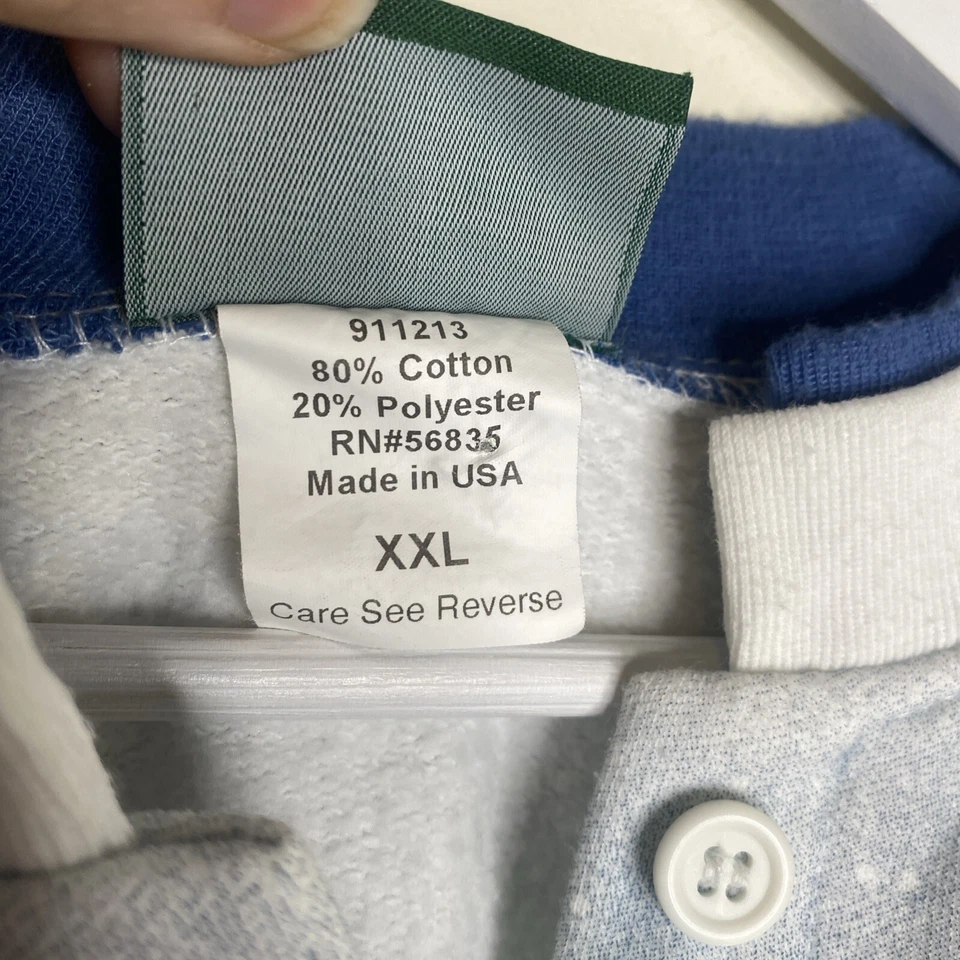 911213
80% Cotton
20% Polyester
RN#56835
Made in USA
XXL
Care See Reverse